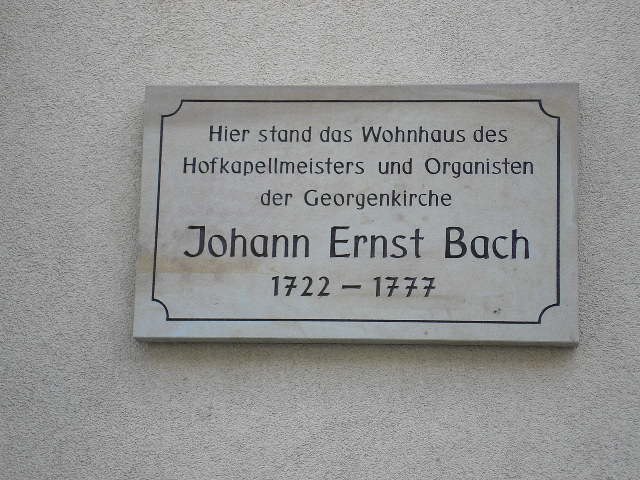 Hier stand das Wohnhaus des
Hofkapellmeisters und Organisten
der Georgenkirche
Johann Ernst Bach
1722 – 1777